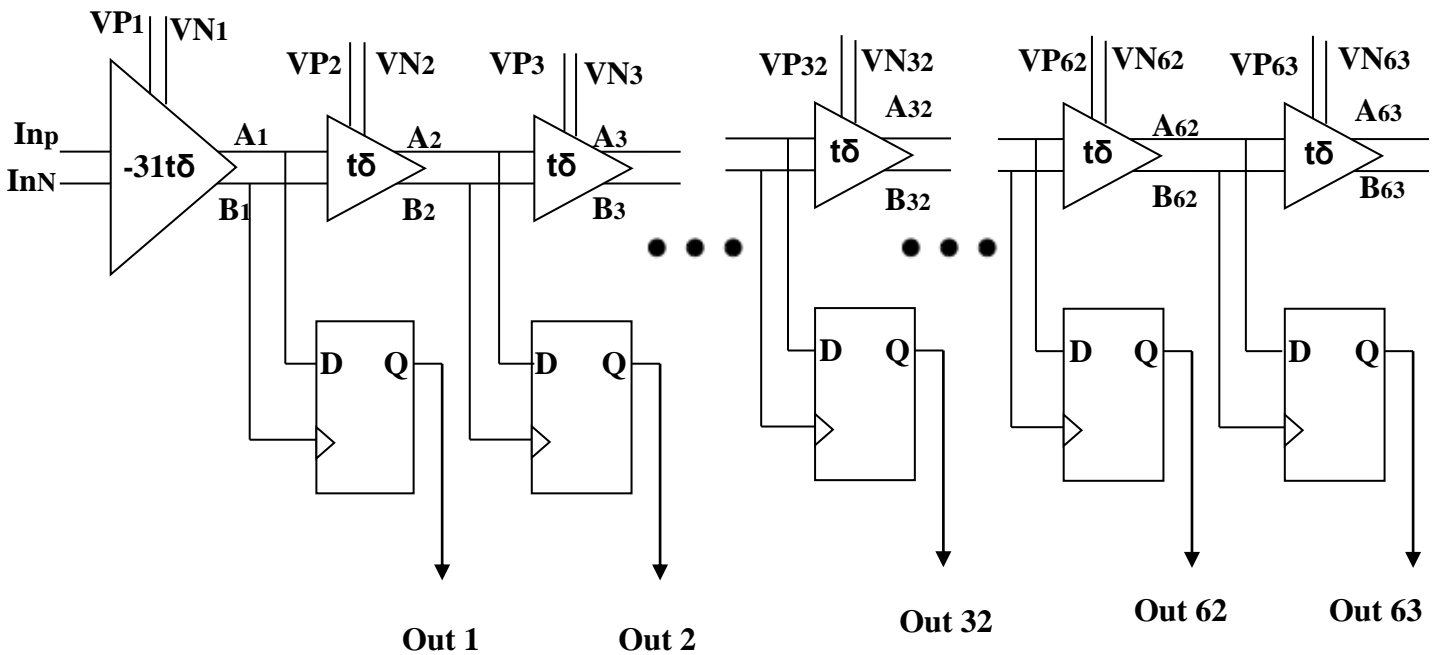 VP1 VN1
VP2 VN2
VP3 VN3
VP32 VN32
VP62 VN62
VP63 VN63
Inp
InN
-31tδ
A1
B1
tδ
A2
B2
tδ
A3
B3
tδ
A32
B32
tδ
A62
B62
tδ
A63
B63
D Q
D Q
D Q
D Q
D Q
Out 1
Out 2
Out 32
Out 62
Out 63